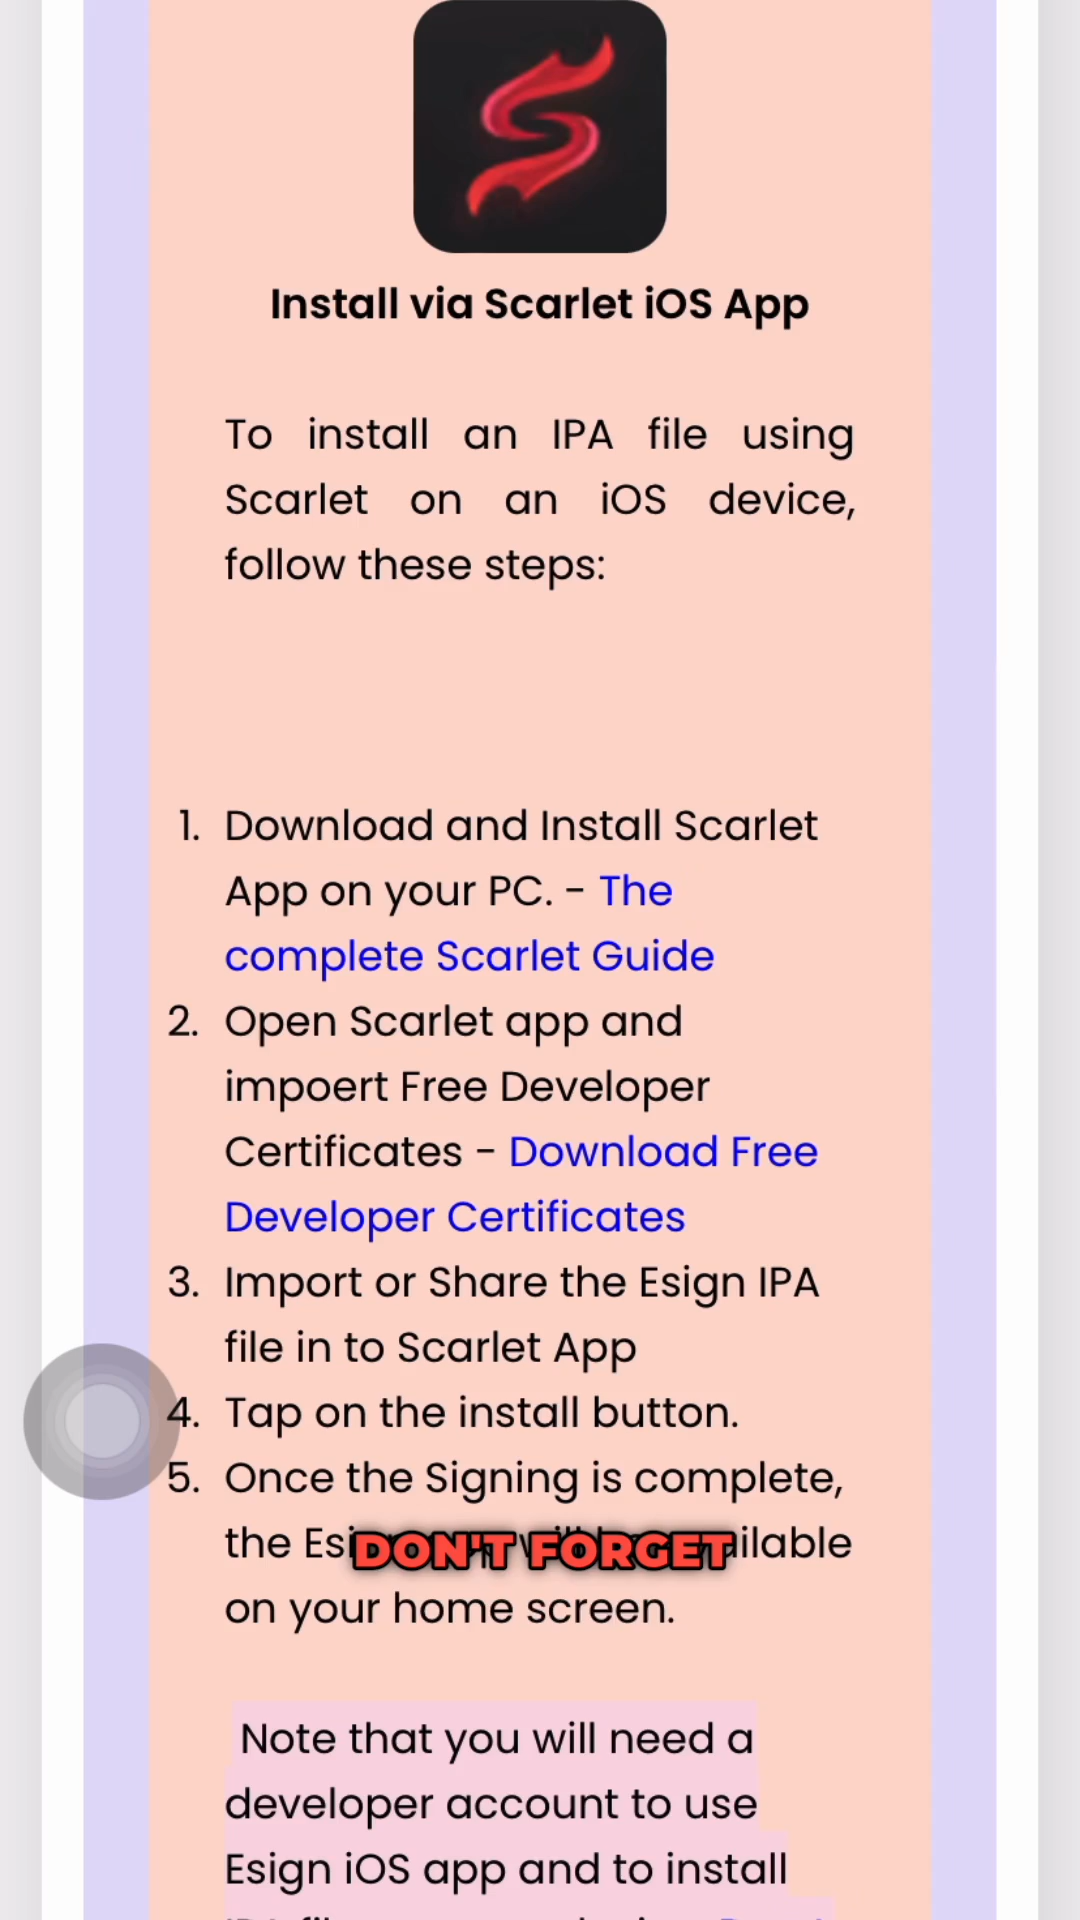 Install via Scarlet iOS App
To install an IPA file using
Scarlet on an iOS device,
follow these steps:
1. Download and Install Scarlet
App on your PC. - The
complete Scarlet Guide
2. Open Scarlet app and
impoert Free Developer
Certificates - Download Free
Developer Certificates
3. Import or Share the Esign IPA
file in to Scarlet App
4. Tap on the install button.
5. Once the Signing is complete,
the
DON'T FORGET
on your home screen.
Note that you will need a
developer account to use
Esign iOS app and to install